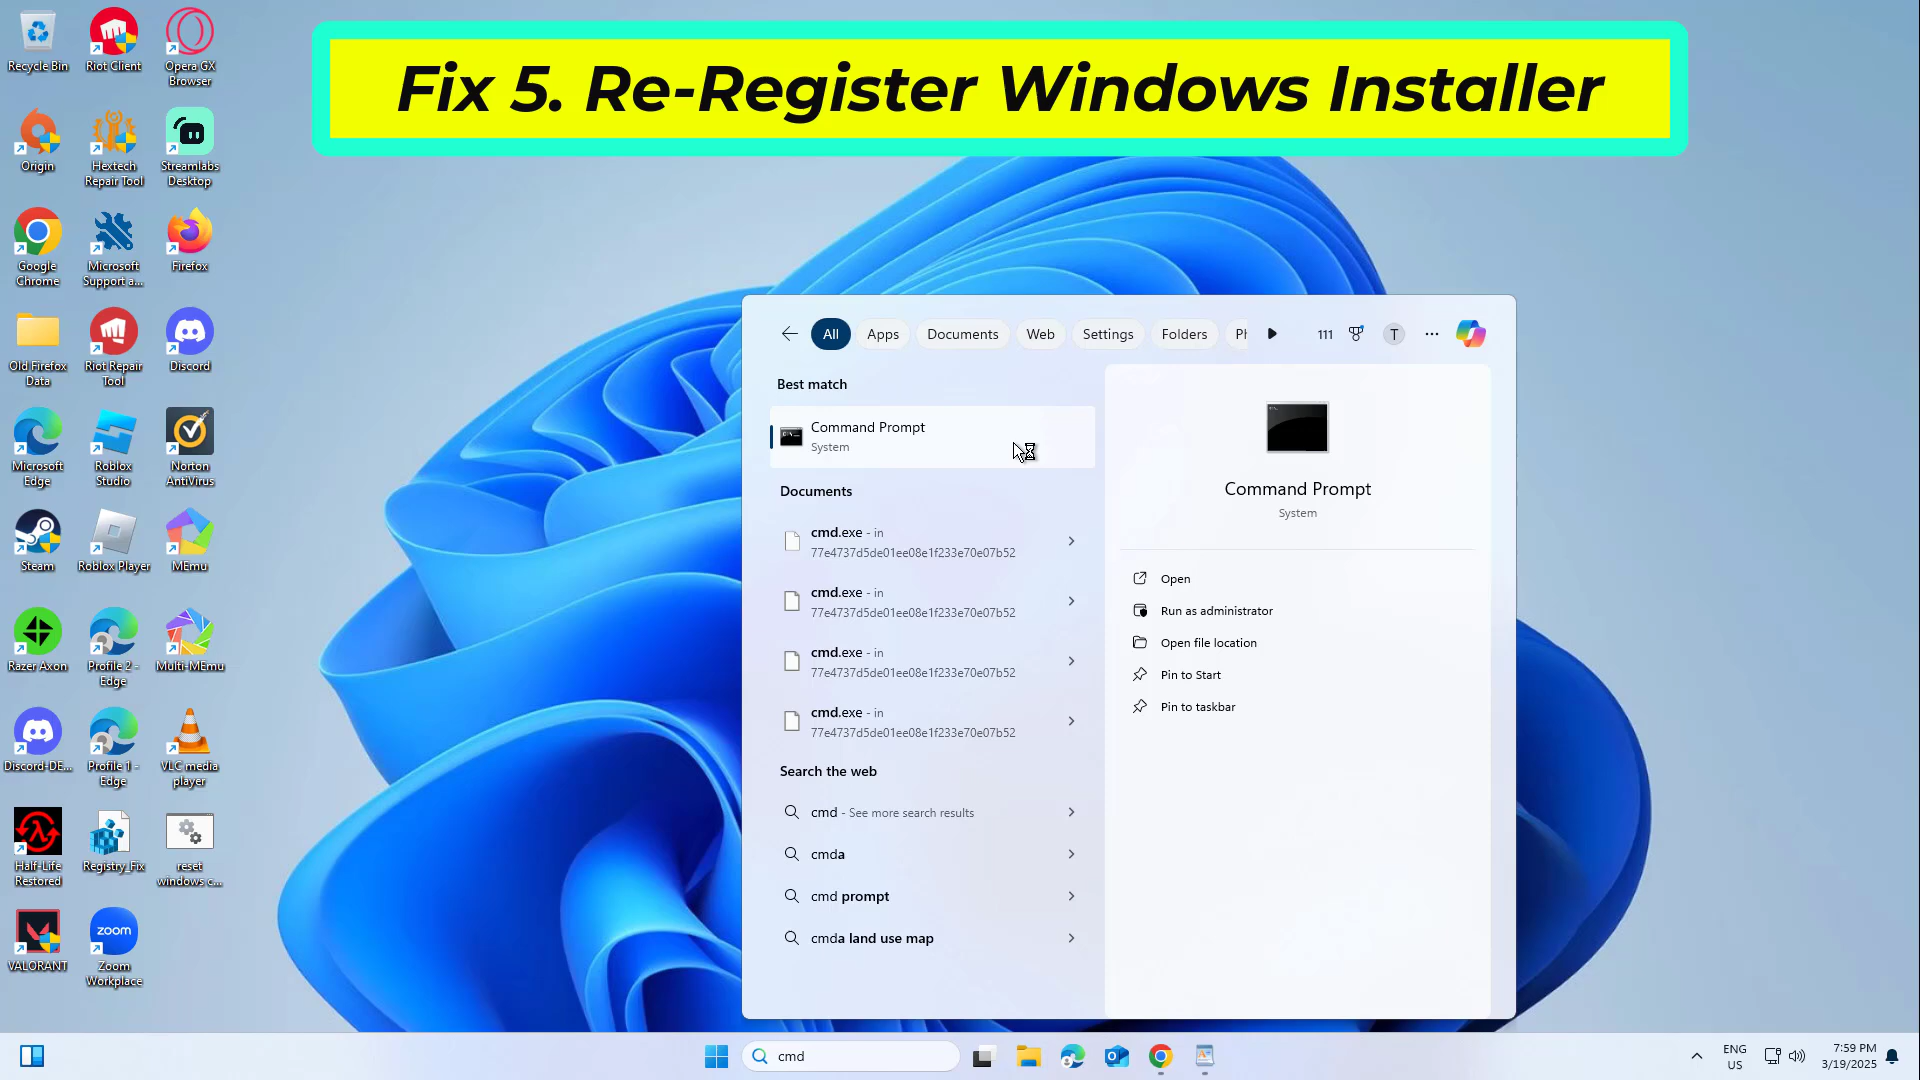 Fix 5. Re-Register Windows Installer
Recycle Bin
Riot Client
Opera GX
Browser
Origin
Hextech
Repair Tool
Streamlabs
Desktop
Google
Chrome
Microsoft
Support a...
Firefox
Old Firefox
Data
Riot Repair
Tool
Discord
Microsoft
Edge
Roblox
Studio
Norton
AntiVirus
Steam
Roblox Player
MEmu
Razer Axon
Profile 2 -
Edge
Multi-MEmu
Discord-DE...
Profile 1 -
Edge
VLC media
player
Half-Life
Restored
Registry_Fix
reset
windows c...
VALORANT
zoom
Zoom
Workplace
All
Apps
Documents
Web
Settings
Folders
Ph
111
T
Best match
Command Prompt
System
Documents
cmd.exe - in
77e4737d5de01ee08e1f233e70e07b52
cmd.exe - in
77e4737d5de01ee08e1f233e70e07b52
cmd.exe - in
77e4737d5de01ee08e1f233e70e07b52
cmd.exe - in
77e4737d5de01ee08e1f233e70e07b52
Search the web
cmd - See more search results
cmda
cmd prompt
cmda land use map
Command Prompt
System
Open
Run as administrator
Open file location
Pin to Start
Pin to taskbar
cmd
ENG
US
7:59 PM
3/19/2025